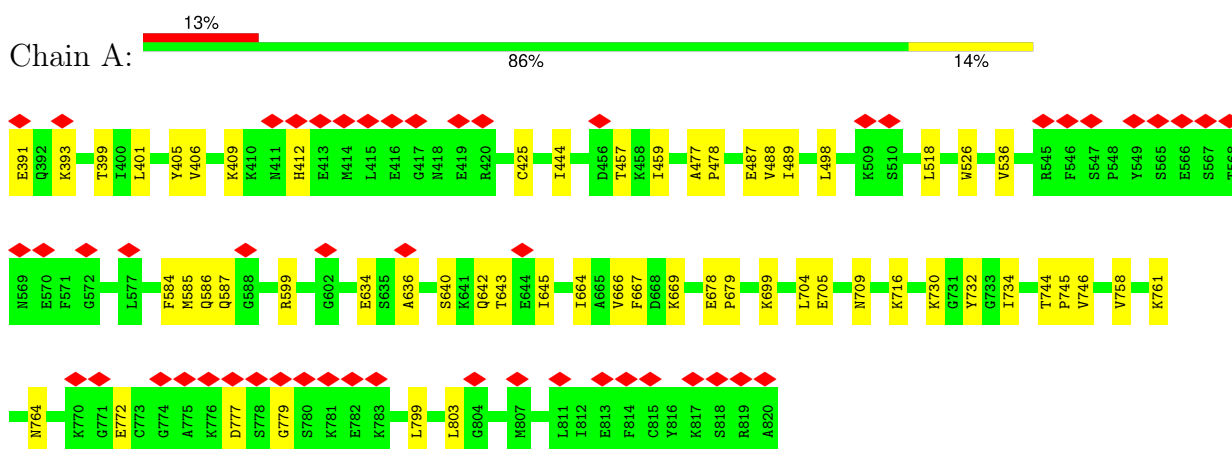 13%
Chain A:
86%
14%
E391 Q392 K393 T399 I400 L401 Y405 V406 K409 K410 N411 H412 E413 M414 L415 E416 G417 N418 E419 R420 C425 I444 D456 T457 K458 I459 A477 P478 E487 V488 I489 L498 K509 S510 L518 W526 V536 R545 F546 S547 P548 Y549 S565 E566 S567 T568
N569 E570 F571 G572 L577 F584 M585 Q586 Q587 G588 R599 G602 E634 S635 A636 S640 K641 Q642 T643 E644 I645 I664 A665 V666 F667 D668 K669 E678 P679 K699 L704 E705 N709 K716 K730 G731 Y732 G733 I734 T744 P745 V746 V758 K761
N764 K770 G771 E772 C773 G774 A775 K776 D777 S778 G779 S780 K781 E782 K783 L799 L803 G804 M807 L811 I812 E813 F814 C815 Y816 K817 S818 R819 A820